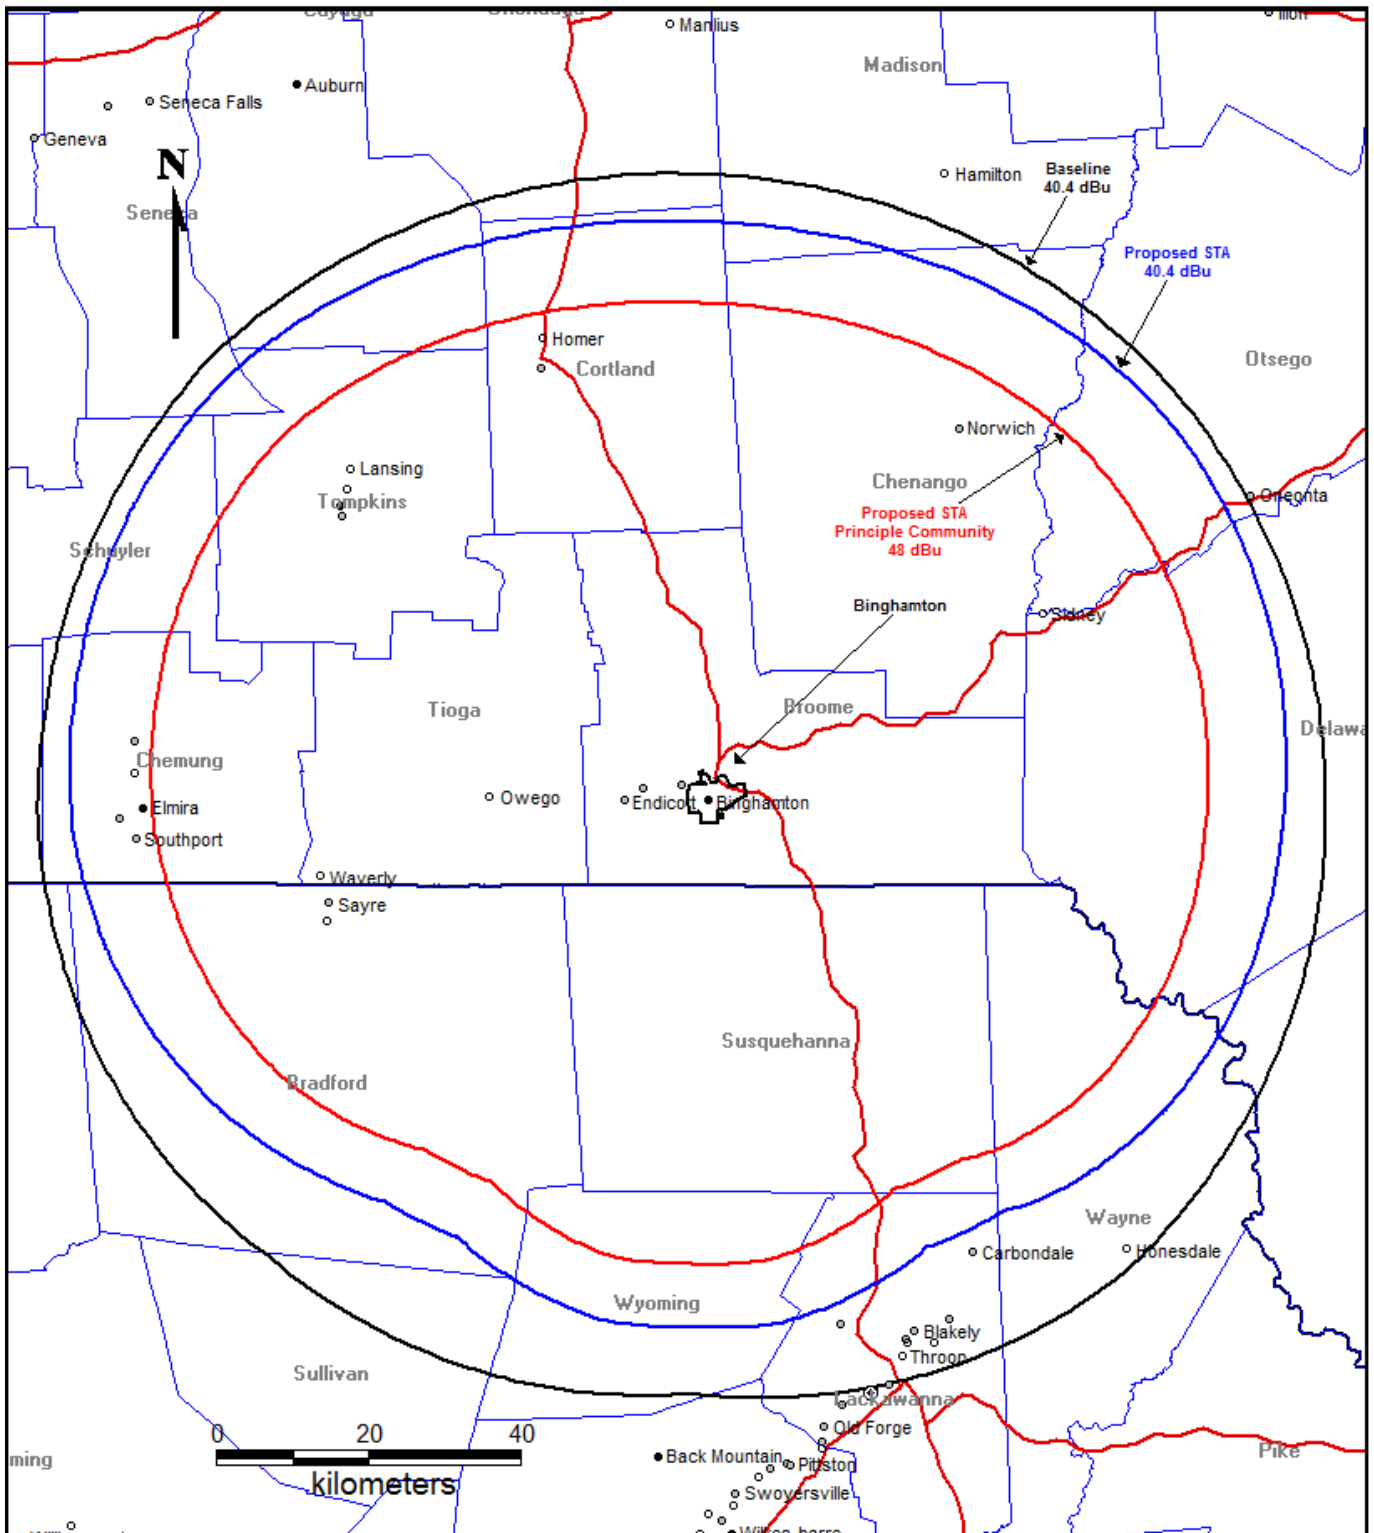 Manlius
Madison
Auburn
Seneca Falls
Geneva
N
Hamilton
Baseline
40.4 dBu
Seneca
Proposed STA
40.4 dBu
Homer
Cortland
Otsego
Norwich
Lansing
Tompkins
Chenango
Oneonta
Proposed STA
Principle Community
48 dBu
Schuyler
Binghamton
Sidney
Tioga
Broome
Delawa
Chemung
Owego
Endicott
Binghamton
Elmira
Southport
Waverly
Sayre
Susquehanna
Bradford
Wayne
Carbondale
Honesdale
Wyoming
Blakely
Throop
Sullivan
Lackawanna
0 20 40
kilometers
Old Forge
Back Mountain
Pittston
Pike
ming
Swoyersville